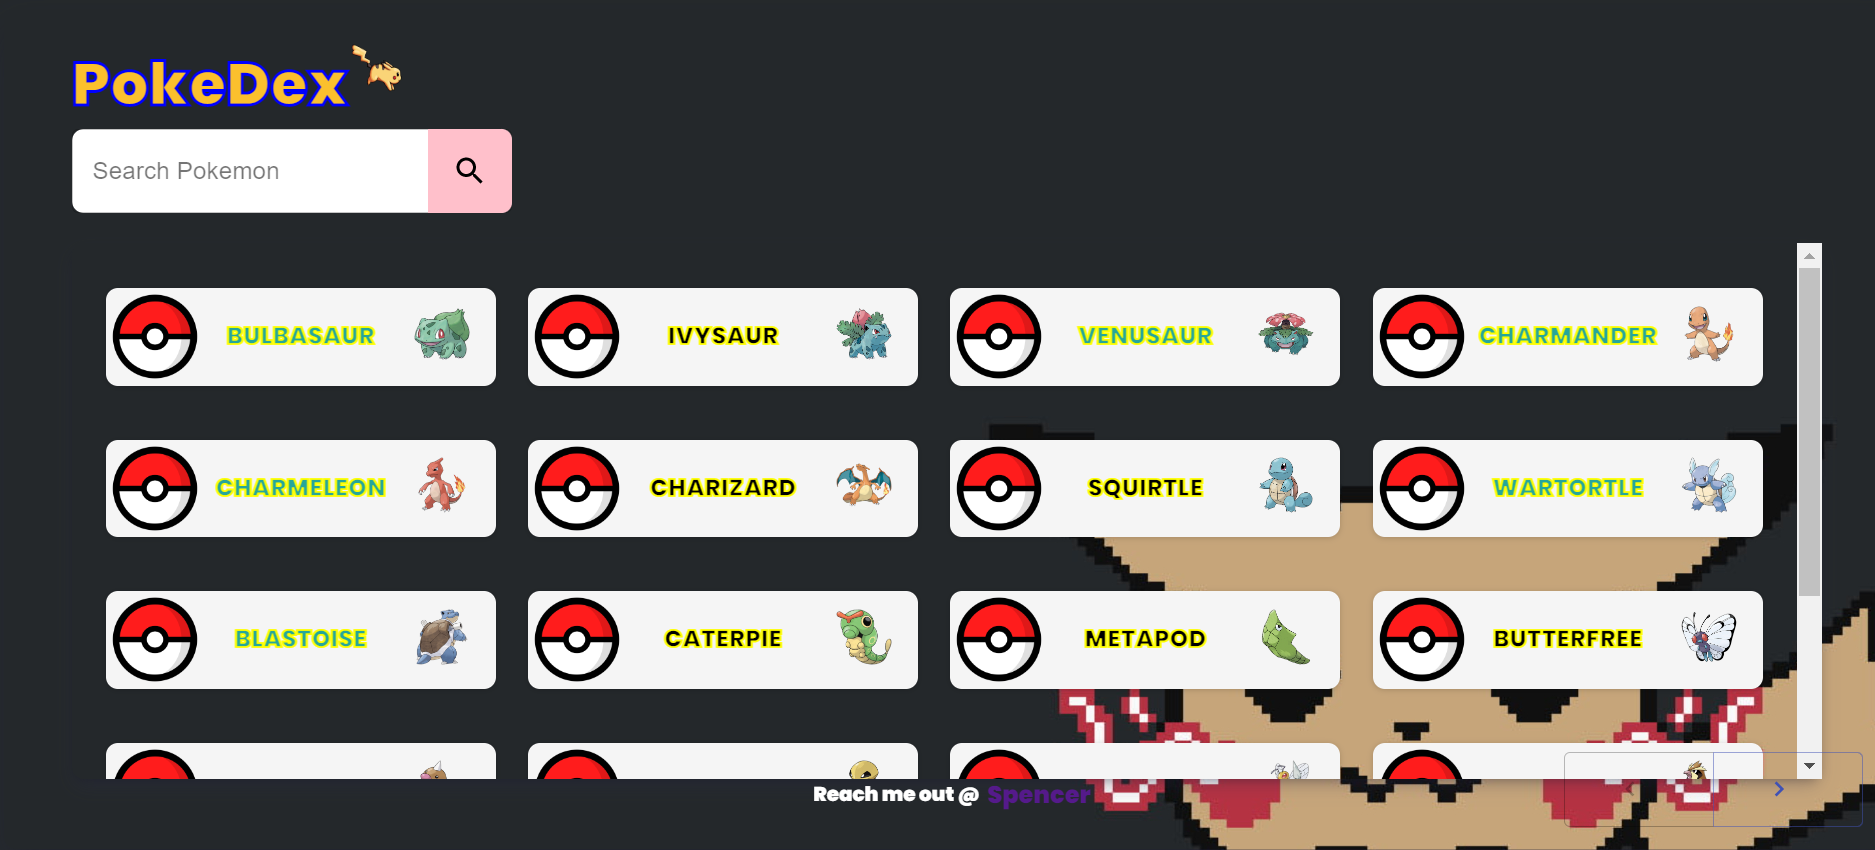 PokeDex
Search Pokemon
BULBASAUR
IVYSAUR
VENUSAUR
CHARMANDER
CHARMELEON
CHARIZARD
SQUIRTLE
WARTORTLE
BLASTOISE
CATERPIE
METAPOD
BUTTERFREE
Reach me out @ Spencer